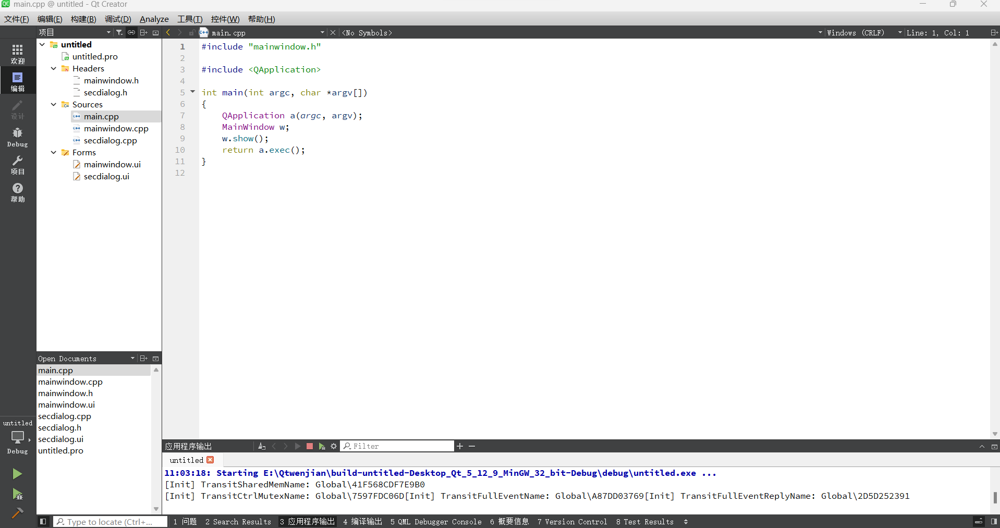 main.cpp @ untitled - Qt Creator
文件(F) 编辑(E) 构建(B) 调试(D) Analyze 工具(T) 控件(W) 帮助(H)
项目
main.cpp
<No Symbols>
Windows (CRLF)
Line: 1, Col: 1
欢迎
编辑
设计
Debug
项目
帮助
untitled
Debug
untitled
untitled.pro
Headers
mainwindow.h
secdialog.h
Sources
main.cpp
mainwindow.cpp
secdialog.cpp
Forms
mainwindow.ui
secdialog.ui
Open Documents
main.cpp
mainwindow.cpp
mainwindow.h
mainwindow.ui
secdialog.cpp
secdialog.h
secdialog.ui
untitled.pro
1 #include "mainwindow.h"
2
3 #include <QApplication>
4
5 int main(int argc, char *argv[])
6 {
7 QApplication a(argc, argv);
8 MainWindow w;
9 w.show();
10 return a.exec();
11 }
12
应用程序输出
Filter
untitled
11:03:18: Starting E:\Qtwenjian\build-untitled-Desktop_Qt_5_12_9_MinGW_32_bit-Debug\debug\untitled.exe ...
[Init] TransitSharedMemName: Global\41F568CDF7E9B0
[Init] TransitCtrlMutexName: Global\7597FDC06D[Init] TransitFullEventName: Global\A87DD03769[Init] TransitFullEventReplyName: Global\2D5D252391
Type to locate (Ctrl+...
1 问题 2 Search Results 3 应用程序输出 4 编译输出 5 QML Debugger Console 6 概要信息 7 Version Control 8 Test Results